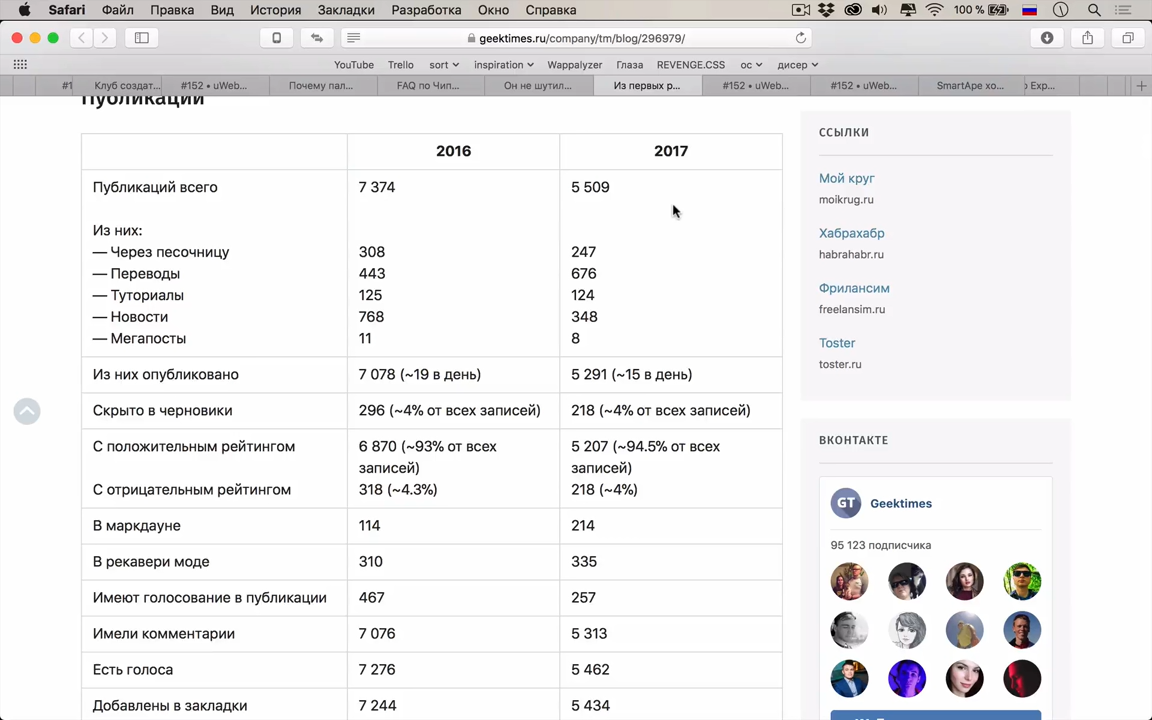 Safari Файл Правка Вид История Закладки Разработка Окно Справка 100 %
geektimes.ru/company/tm/blog/296979/
YouTube Trello sort inspiration Wappalyzer Глаза REVENGE.CSS ос дисер
#1 Клуб создат... #152 • uWeb... Почему пал... FAQ по Чип... Он не шутил... Из первых р... #152 • uWeb... #152 • uWeb... SmartApe хо... Exp...
Публикации
2016 2017
Публикаций всего 7 374 5 509
Из них:
— Через песочницу 308 247
— Переводы 443 676
— Туториалы 125 124
— Новости 768 348
— Мегапосты 11 8
Из них опубликовано 7 078 (~19 в день) 5 291 (~15 в день)
Скрыто в черновики 296 (~4% от всех записей) 218 (~4% от всех записей)
С положительным рейтингом 6 870 (~93% от всех 5 207 (~94.5% от всех
записей) записей)
С отрицательным рейтингом 318 (~4.3%) 218 (~4%)
В маркдауне 114 214
В рекавери моде 310 335
Имеют голосование в публикации 467 257
Имели комментарии 7 076 5 313
Есть голоса 7 276 5 462
Добавлены в закладки 7 244 5 434
ССЫЛКИ
Мой круг
moikrug.ru
Хабрахабр
habrahabr.ru
Фрилансим
freelansim.ru
Toster
toster.ru
ВКОНТАКТЕ
GT Geektimes
95 123 подписчика